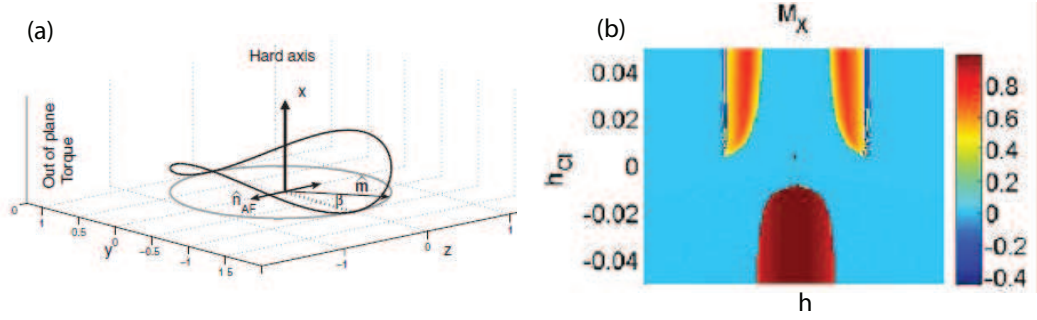 (a)
Hard axis
x
Out of plane
Torque
n̂AF
β
m̂
0
1
0.5
y
0
−0.5
−1
1.5
−1
0
1
z
(b)
MX
hCI
0.04
0.02
0
-0.02
-0.04
h
0.8
0.6
0.4
0.2
0
-0.2
-0.4